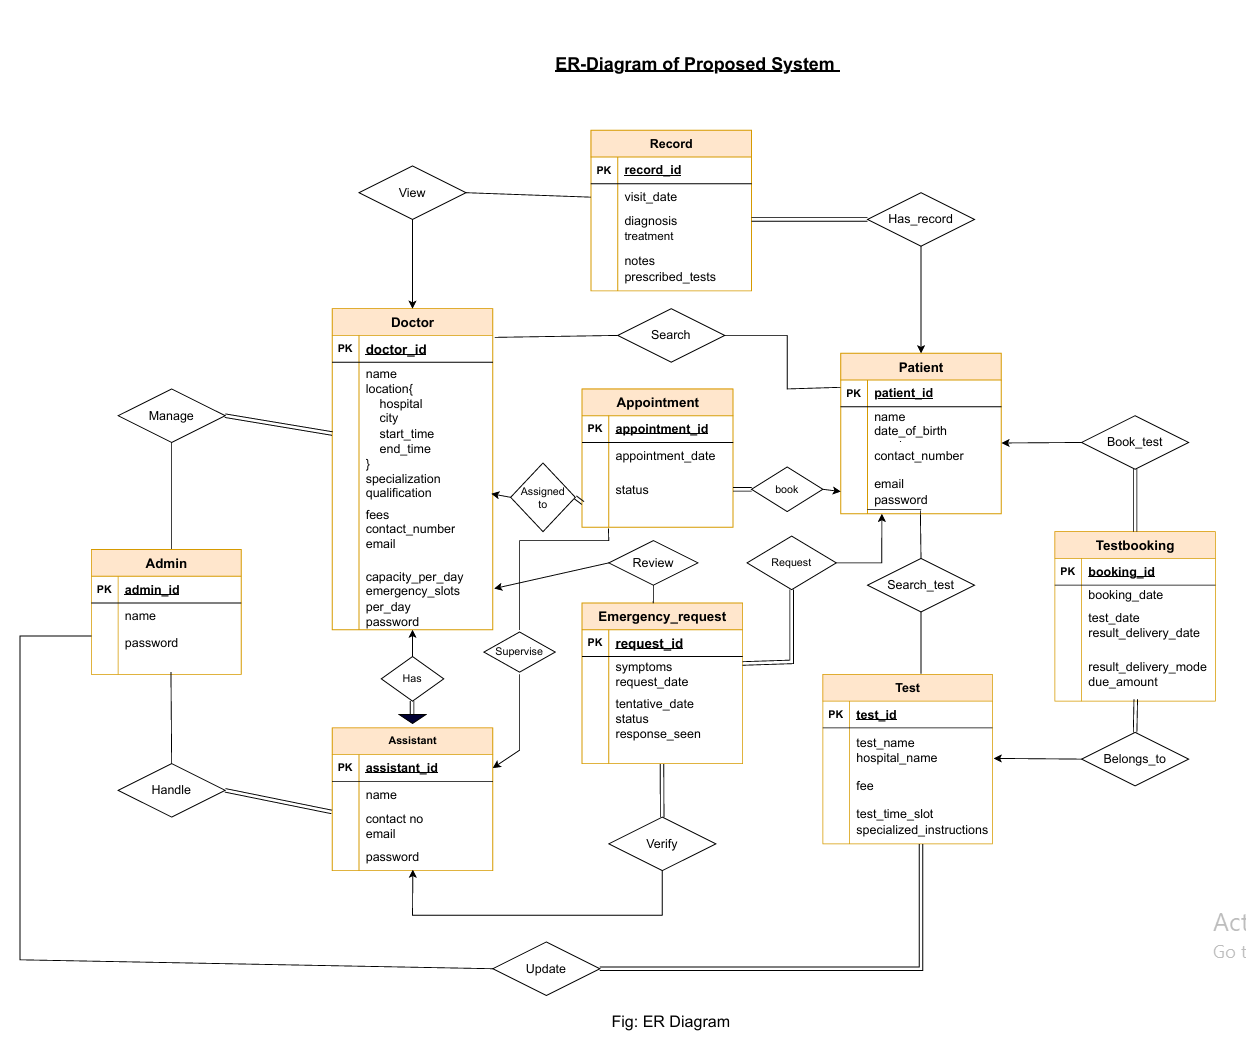 ER-Diagram of Proposed System
Record
PK record_id
visit_date
diagnosis
treatment
notes
prescribed_tests
View
Has_record
Doctor
PK doctor_id
name
location{
hospital
city
start_time
end_time
}
specialization
qualification
fees
contact_number
email
capacity_per_day
emergency_slots
per_day
password
Search
Patient
PK patient_id
name
date_of_birth
contact_number
email
password
Manage
Appointment
PK appointment_id
appointment_date
status
Assigned
to
book
Book_test
Admin
PK admin_id
name
password
Review
Request
Search_test
Testbooking
PK booking_id
booking_date
test_date
result_delivery_date
result_delivery_mode
due_amount
Emergency_request
PK request_id
symptoms
request_date
tentative_date
status
response_seen
Supervise
Has
Test
PK test_id
test_name
hospital_name
fee
test_time_slot
specialized_instructions
Belongs_to
Assistant
PK assistant_id
name
contact no
email
password
Handle
Verify
Update
Act
Go t
Fig: ER Diagram